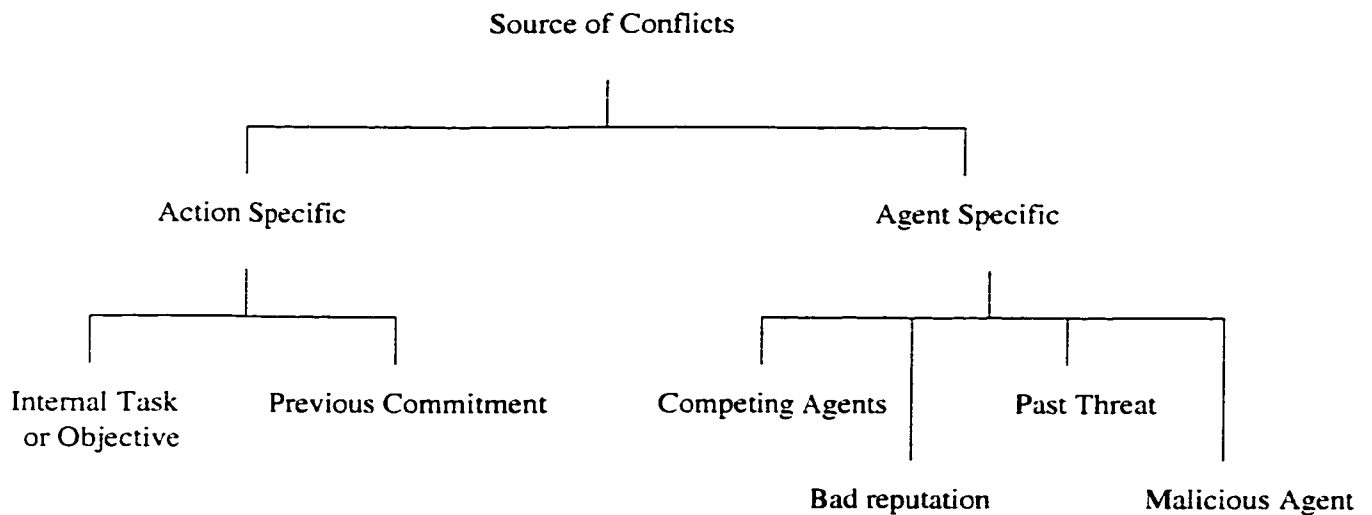 Source of Conflicts
Action Specific
Agent Specific
Internal Task
or Objective
Previous Commitment
Competing Agents
Past Threat
Bad reputation
Malicious Agent